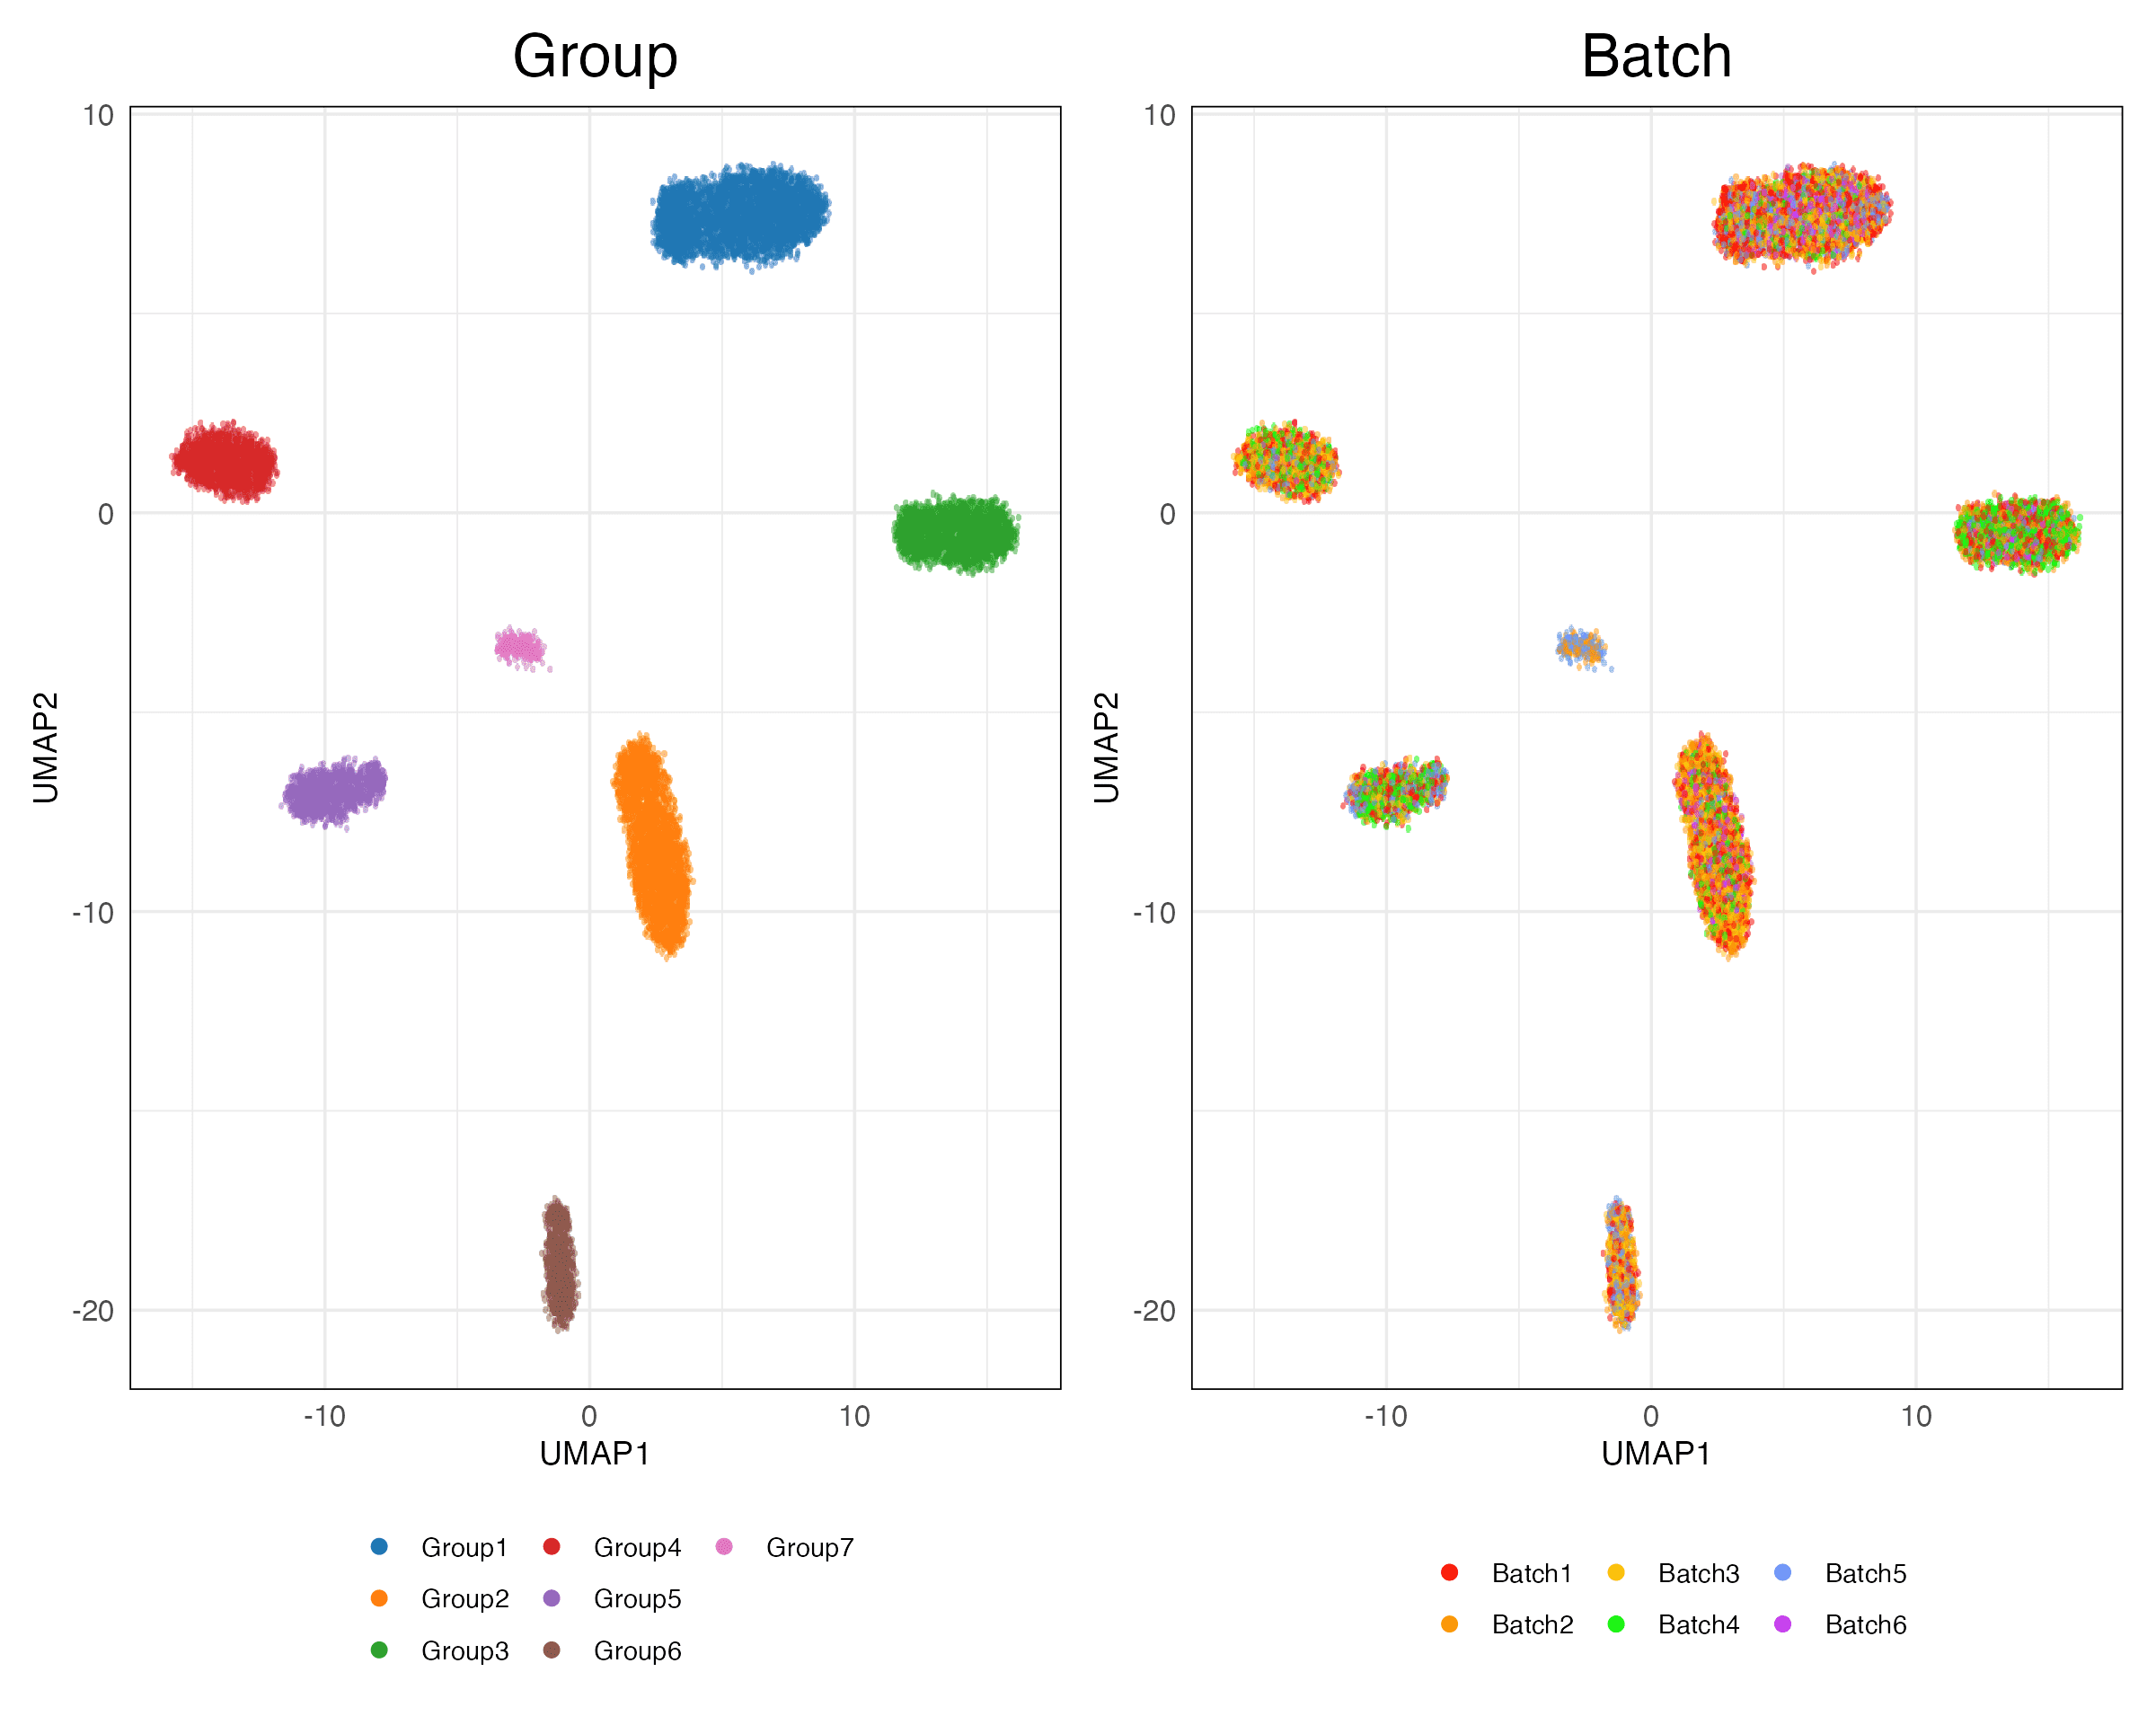 Group
Batch
10
0
-10
-20
UMAP2
-10 0 10
UMAP1
10
0
-10
-20
UMAP2
-10 0 10
UMAP1
Group1 Group4 Group7
Group2 Group5
Group3 Group6
Batch1 Batch3 Batch5
Batch2 Batch4 Batch6